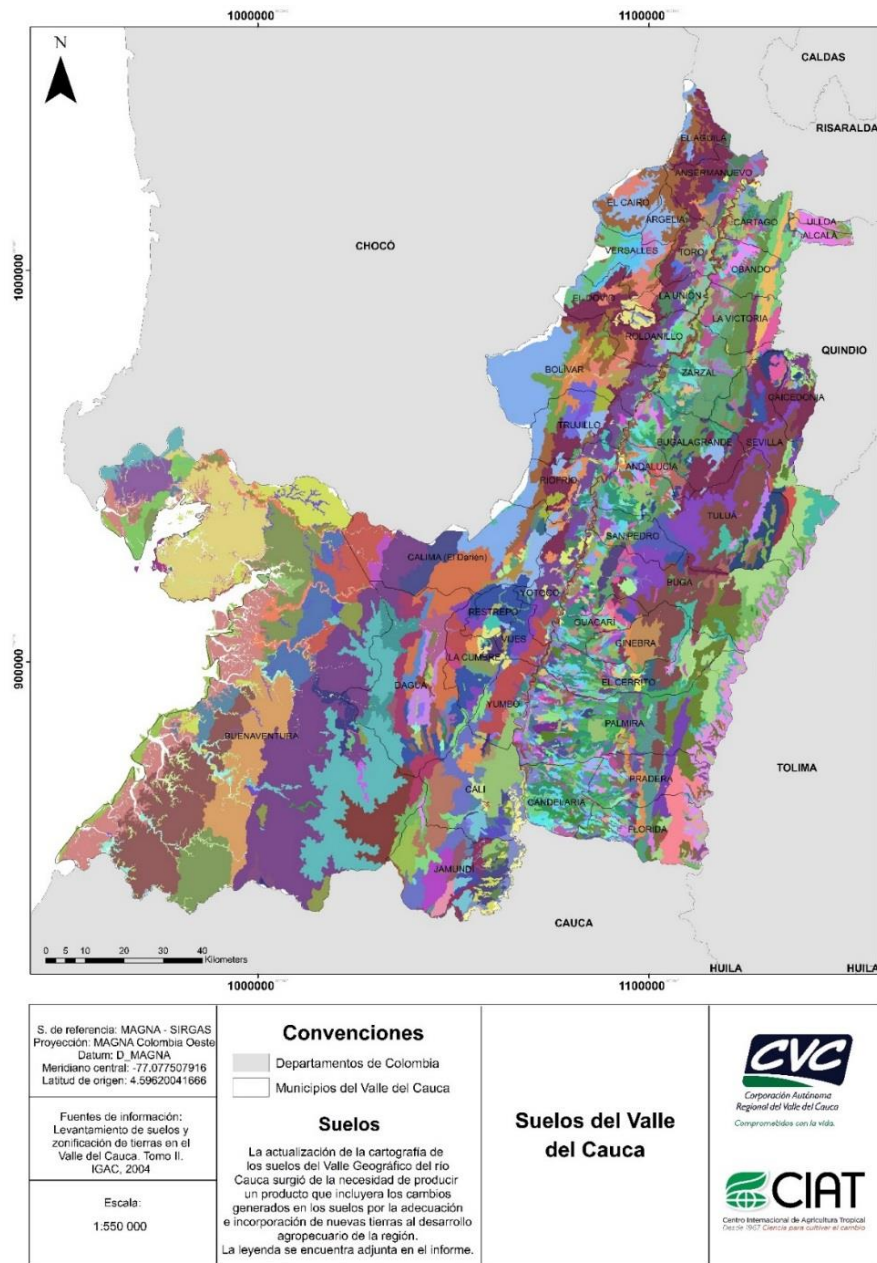 1000000
1100000
N
CALDAS
RISARALDA
EL AGUILA
ANSERMANUEVO
EL CAIRO
ARGELIA
CARTAGO
ULLOA
ALCALA
CHOCÓ
VERSALLES
TORO
OBANDO
1000000
1000000
EL DOVIO
LA UNION
LA VICTORIA
ROLDANILLO
QUINDIO
BOLÍVAR
ZARZAL
CAICEDONIA
TRUJILLO
BUGALAGRANDE
SEVILLA
ANDALUCIA
RIOFRIO
TULUÁ
SAN PEDRO
CALIMA (El Darién)
BUGA
YOTOCO
RESTREPO
GUACARI
VIJES
GINEBRA
LA CUMBRE
900000
900000
DAGUA
EL CERRITO
YUMBO
PALMIRA
BUENAVENTURA
TOLIMA
PRADERA
CALI
CANDELARIA
FLORIDA
JAMUNDI
CAUCA
0 5 10 20 30 40
Kilometers
HUILA
HUILA
1000000
1100000
S. de referencia: MAGNA - SIRGAS
Proyección: MAGNA Colombia Oeste
Datum: D_MAGNA
Meridiano central: -77.077507916
Latitud de origen: 4.59620041666
Fuentes de información:
Levantamiento de suelos y
zonificación de tierras en el
Valle del Cauca. Tomo II.
IGAC, 2004
Escala:
1:550 000
Convenciones
Departamentos de Colombia
Municipios del Valle del Cauca
Suelos
La actualización de la cartografía de
los suelos del Valle Geográfico del río
Cauca surgió de la necesidad de producir
un producto que incluyera los cambios
generados en los suelos por la adecuación
e incorporación de nuevas tierras al desarrollo
agropecuario de la región.
La leyenda se encuentra adjunta en el informe.
Suelos del Valle
del Cauca
CVC
Corporación Autónoma
Regional del Valle del Cauca
Comprometidos con la vida.
CIAT
Centro Internacional de Agricultura Tropical
Desde 1967 Ciencia para cultivar el cambio